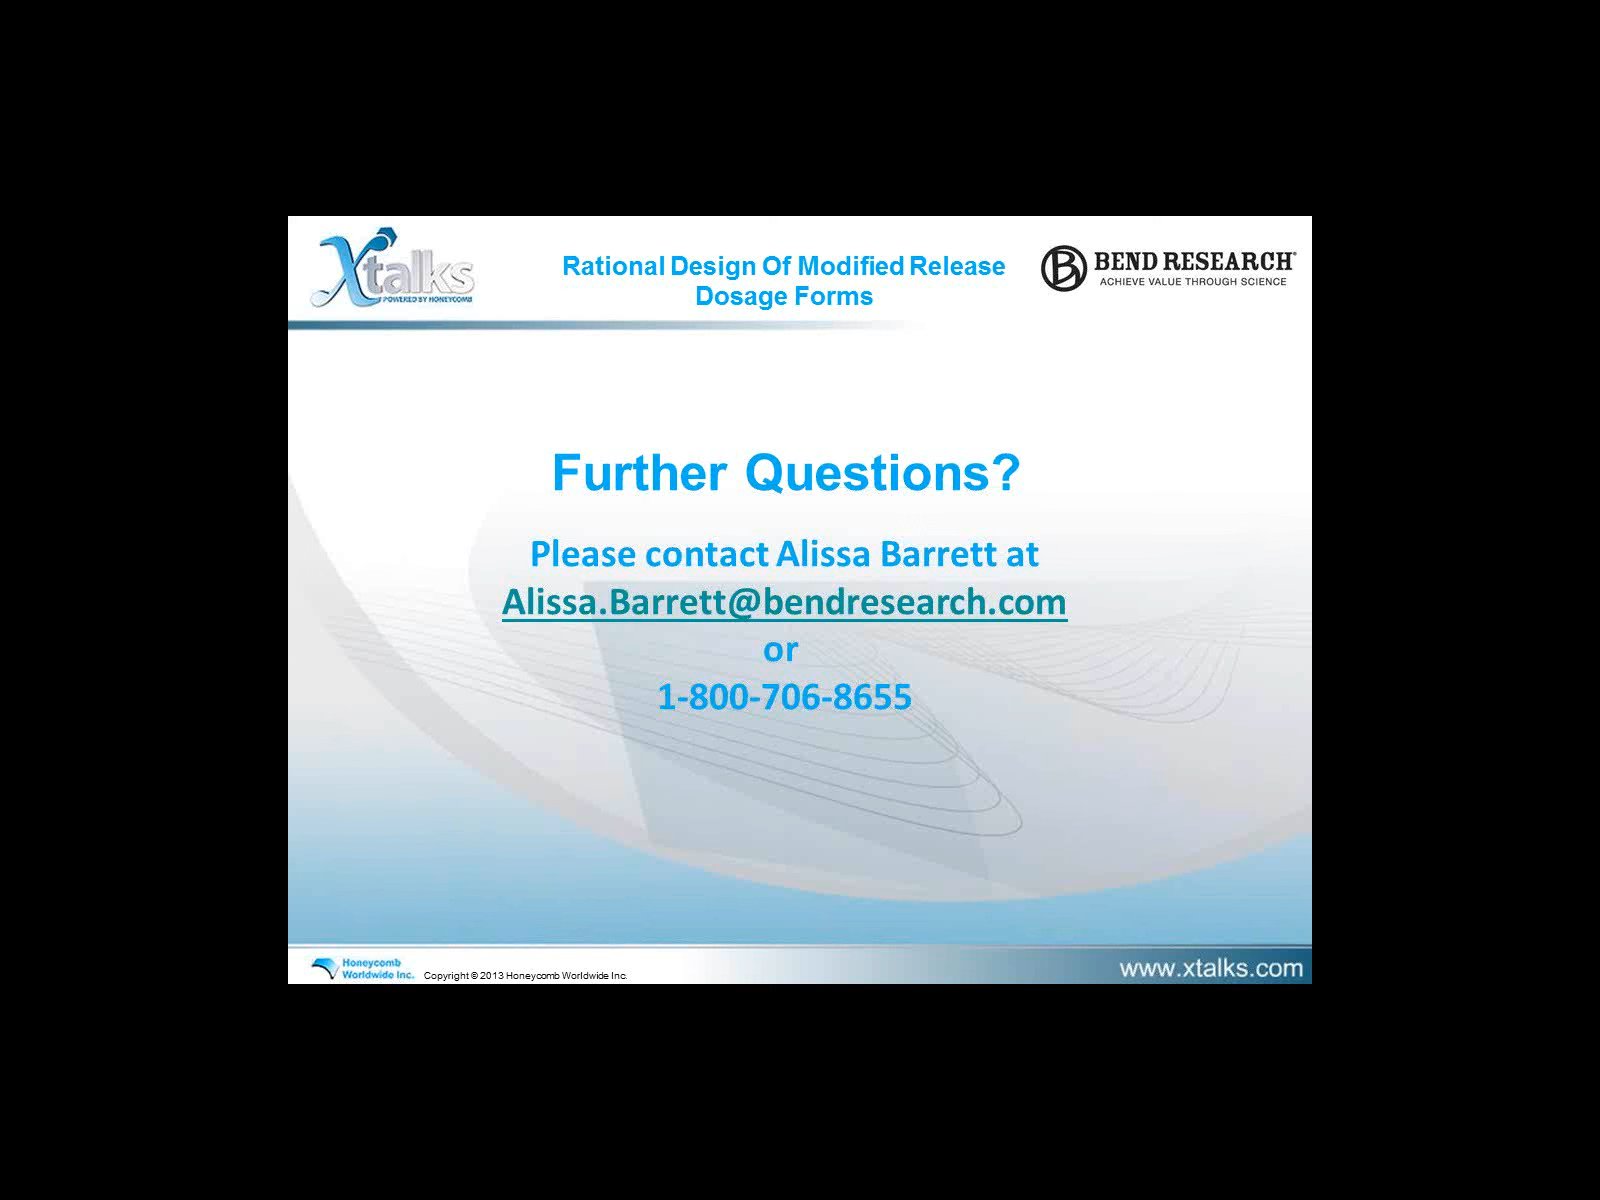 Xtalks
POWERED BY HONEYCOMB
Rational Design Of Modified Release
Dosage Forms
B BEND RESEARCH®
ACHIEVE VALUE THROUGH SCIENCE
Further Questions?
Please contact Alissa Barrett at
Alissa.Barrett@bendresearch.com
or
1-800-706-8655
Honeycomb
Worldwide Inc.
Copyright © 2013 Honeycomb Worldwide Inc.
www.xtalks.com